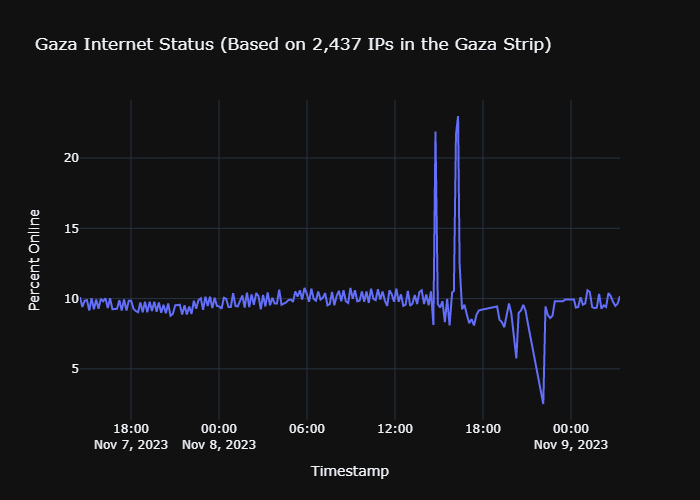 Gaza Internet Status (Based on 2,437 IPs in the Gaza Strip)
Percent Online
20
15
10
5
18:00 00:00 06:00 12:00 18:00 00:00
Nov 7, 2023 Nov 8, 2023 Nov 9, 2023
Timestamp